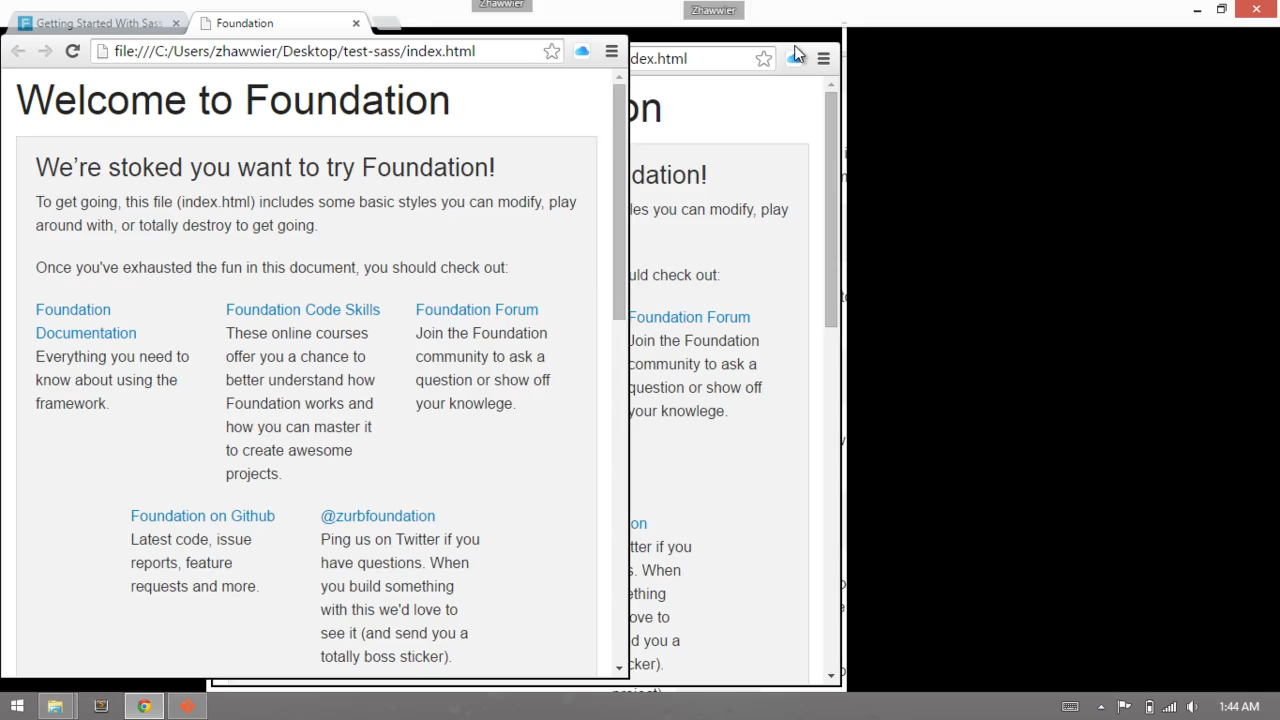 Zhawwier
Zhawwier
Getting Started With Sass
Foundation
file:///C:/Users/zhawwier/Desktop/test-sass/index.html
dex.html
Welcome to Foundation
on
We’re stoked you want to try Foundation!
dation!
To get going, this file (index.html) includes some basic styles you can modify, play
around with, or totally destroy to get going.
les you can modify, play
Once you've exhausted the fun in this document, you should check out:
uld check out:
Foundation
Documentation
Everything you need to
know about using the
framework.
Foundation Code Skills
These online courses
offer you a chance to
better understand how
Foundation works and
how you can master it
to create awesome
projects.
Foundation Forum
Join the Foundation
community to ask a
question or show off
your knowlege.
Foundation Forum
Join the Foundation
community to ask a
question or show off
your knowlege.
Foundation on Github
Latest code, issue
reports, feature
requests and more.
@zurbfoundation
Ping us on Twitter if you
have questions. When
you build something
with this we'd love to
see it (and send you a
totally boss sticker).
on
tter if you
s. When
ething
ove to
d you a
cker).
1:44 AM